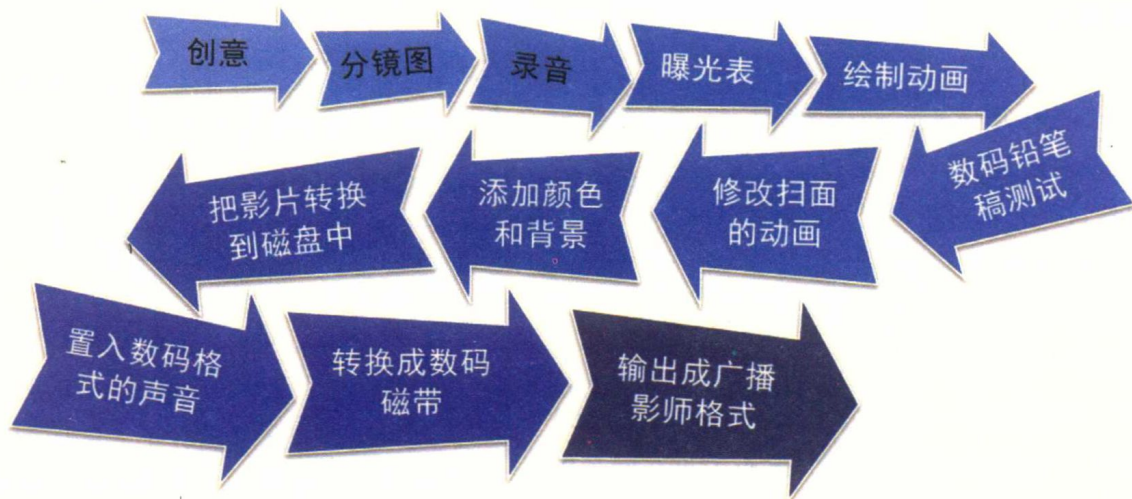 创意
分镜图
录音
曝光表
绘制动画
数码铅笔
稿测试
修改扫面
的动画
添加颜色
和背景
把影片转换
到磁盘中
置入数码格
式的声音
转换成数码
磁带
输出成广播
影师格式